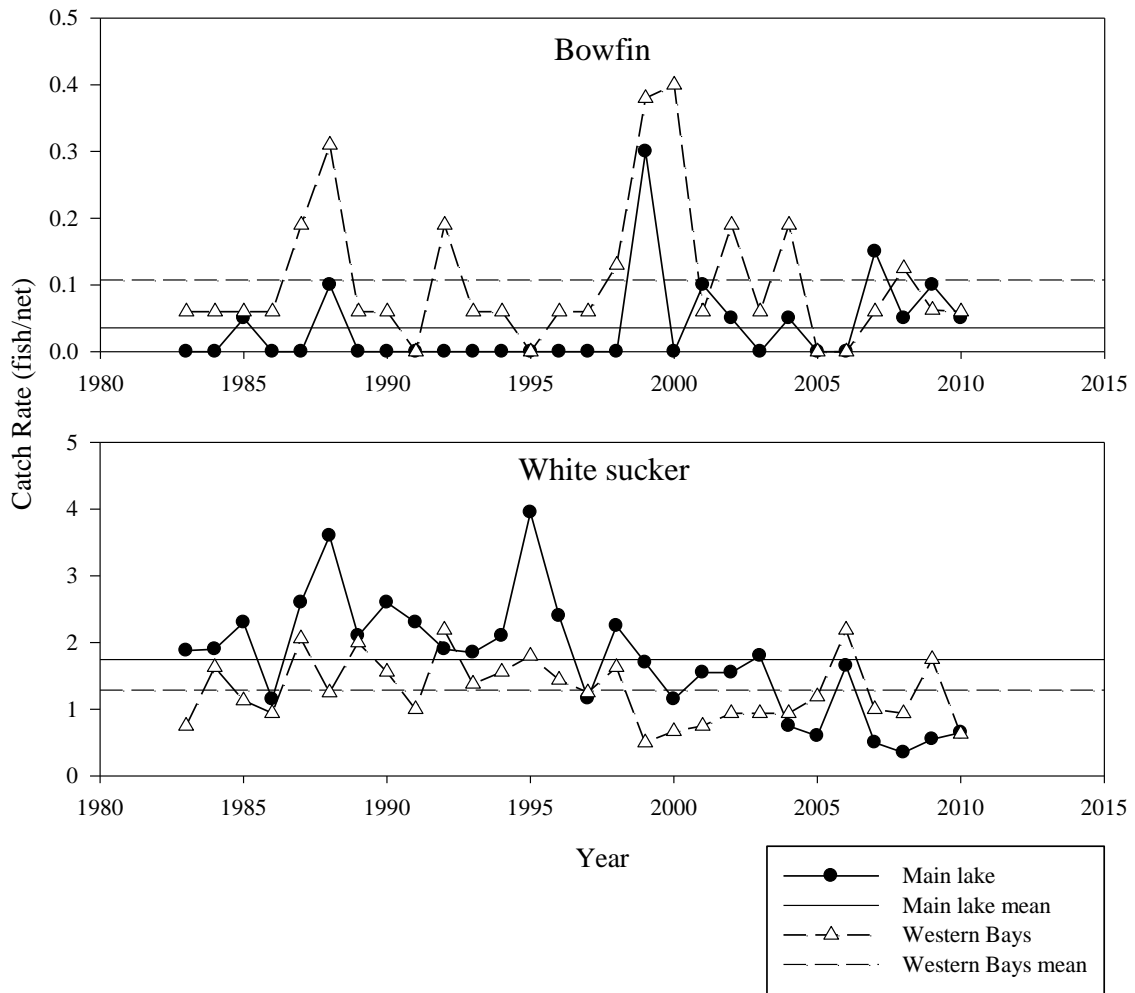 0.5
Bowfin
0.4
0.3
0.2
0.1
0.0
1980 1985 1990 1995 2000 2005 2010 2015
Catch Rate (fish/net)
5
White sucker
4
3
2
1
0
1980 1985 1990 1995 2000 2005 2010 2015
Year
Main lake
Main lake mean
Western Bays
Western Bays mean